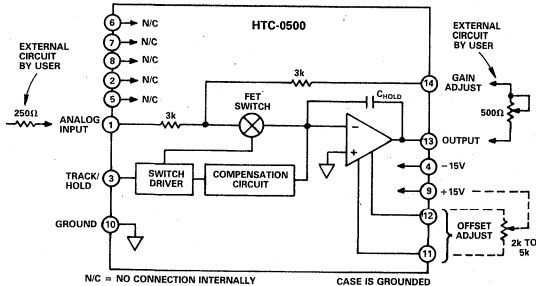 HTC-0500
6 N/C
7 N/C
8 N/C
2 N/C
5 N/C
EXTERNAL
CIRCUIT
BY USER
250Ω
ANALOG
INPUT
1
3k
FET
SWITCH
3k
CHOLD
−
+
14
GAIN
ADJUST
EXTERNAL
CIRCUIT
BY USER
500Ω
13
OUTPUT
4
−15V
9
+15V
TRACK/
HOLD
3
SWITCH
DRIVER
COMPENSATION
CIRCUIT
12
11
OFFSET
ADJUST
2k TO
5k
GROUND
10
N/C = NO CONNECTION INTERNALLY
CASE IS GROUNDED